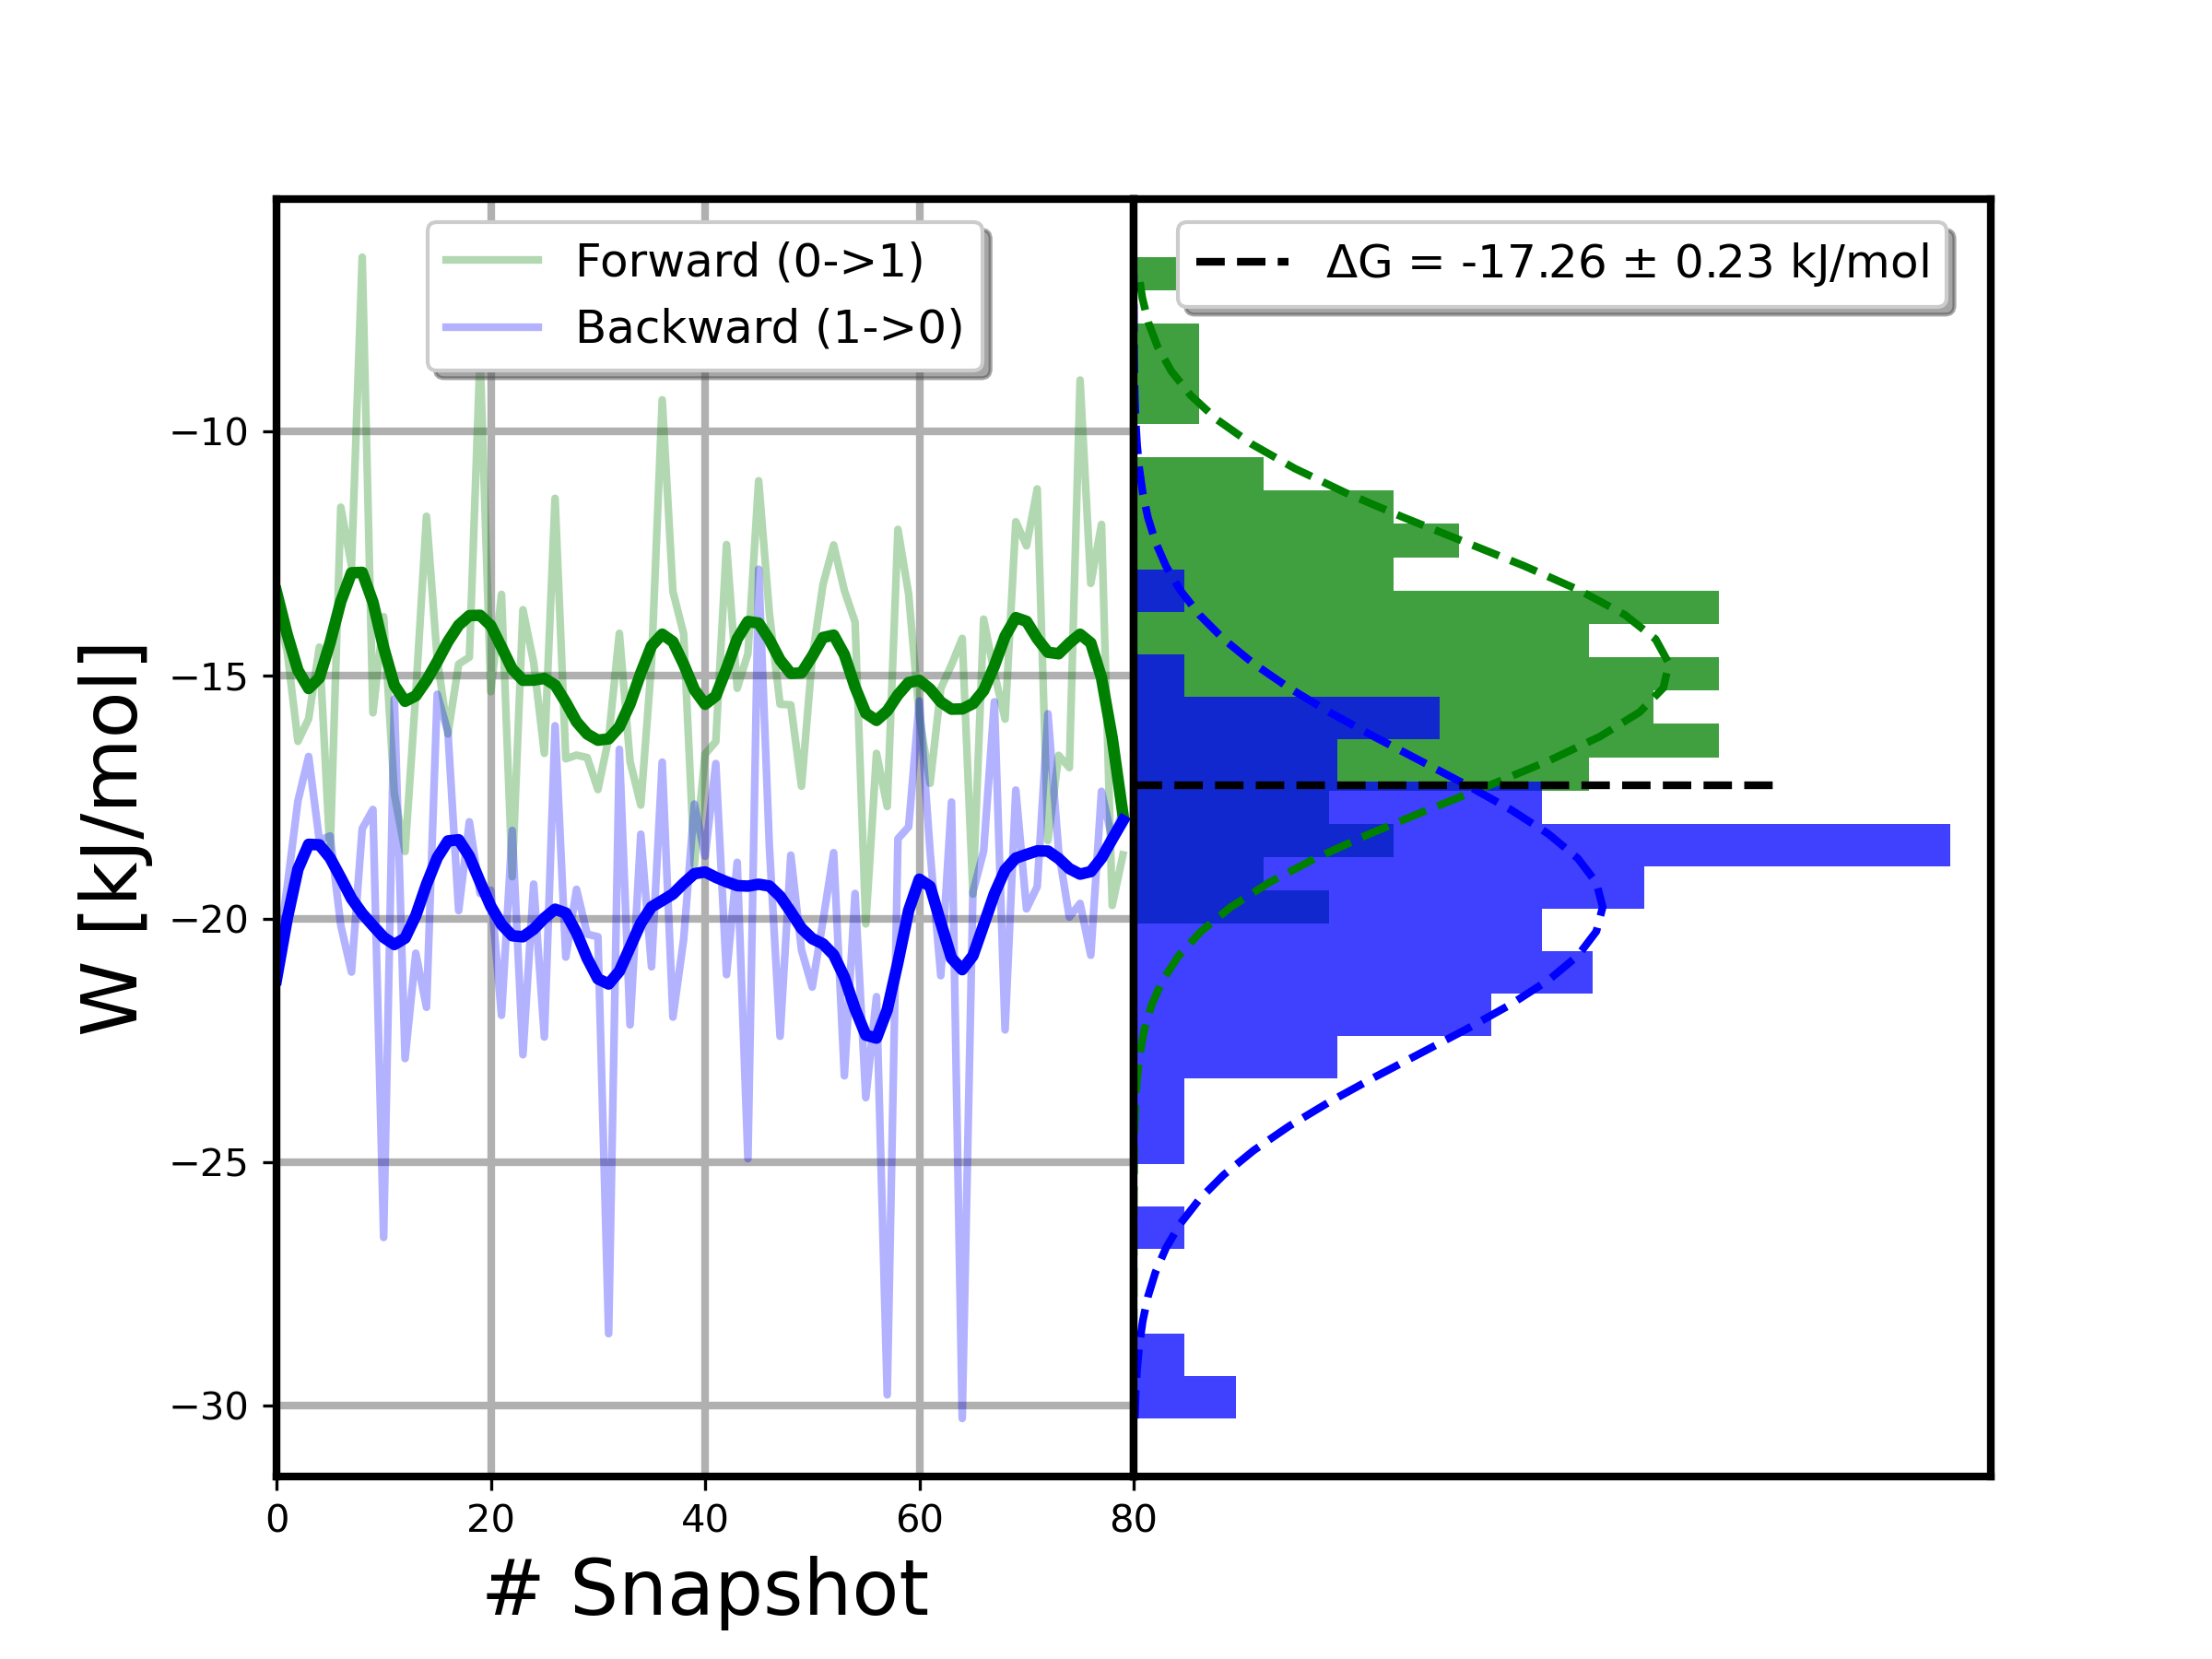 Forward (0->1)
Backward (1->0)
ΔG = -17.26 ± 0.23 kJ/mol
W [kJ/mol]
−10
−15
−20
−25
−30
0
20
40
60
80
# Snapshot